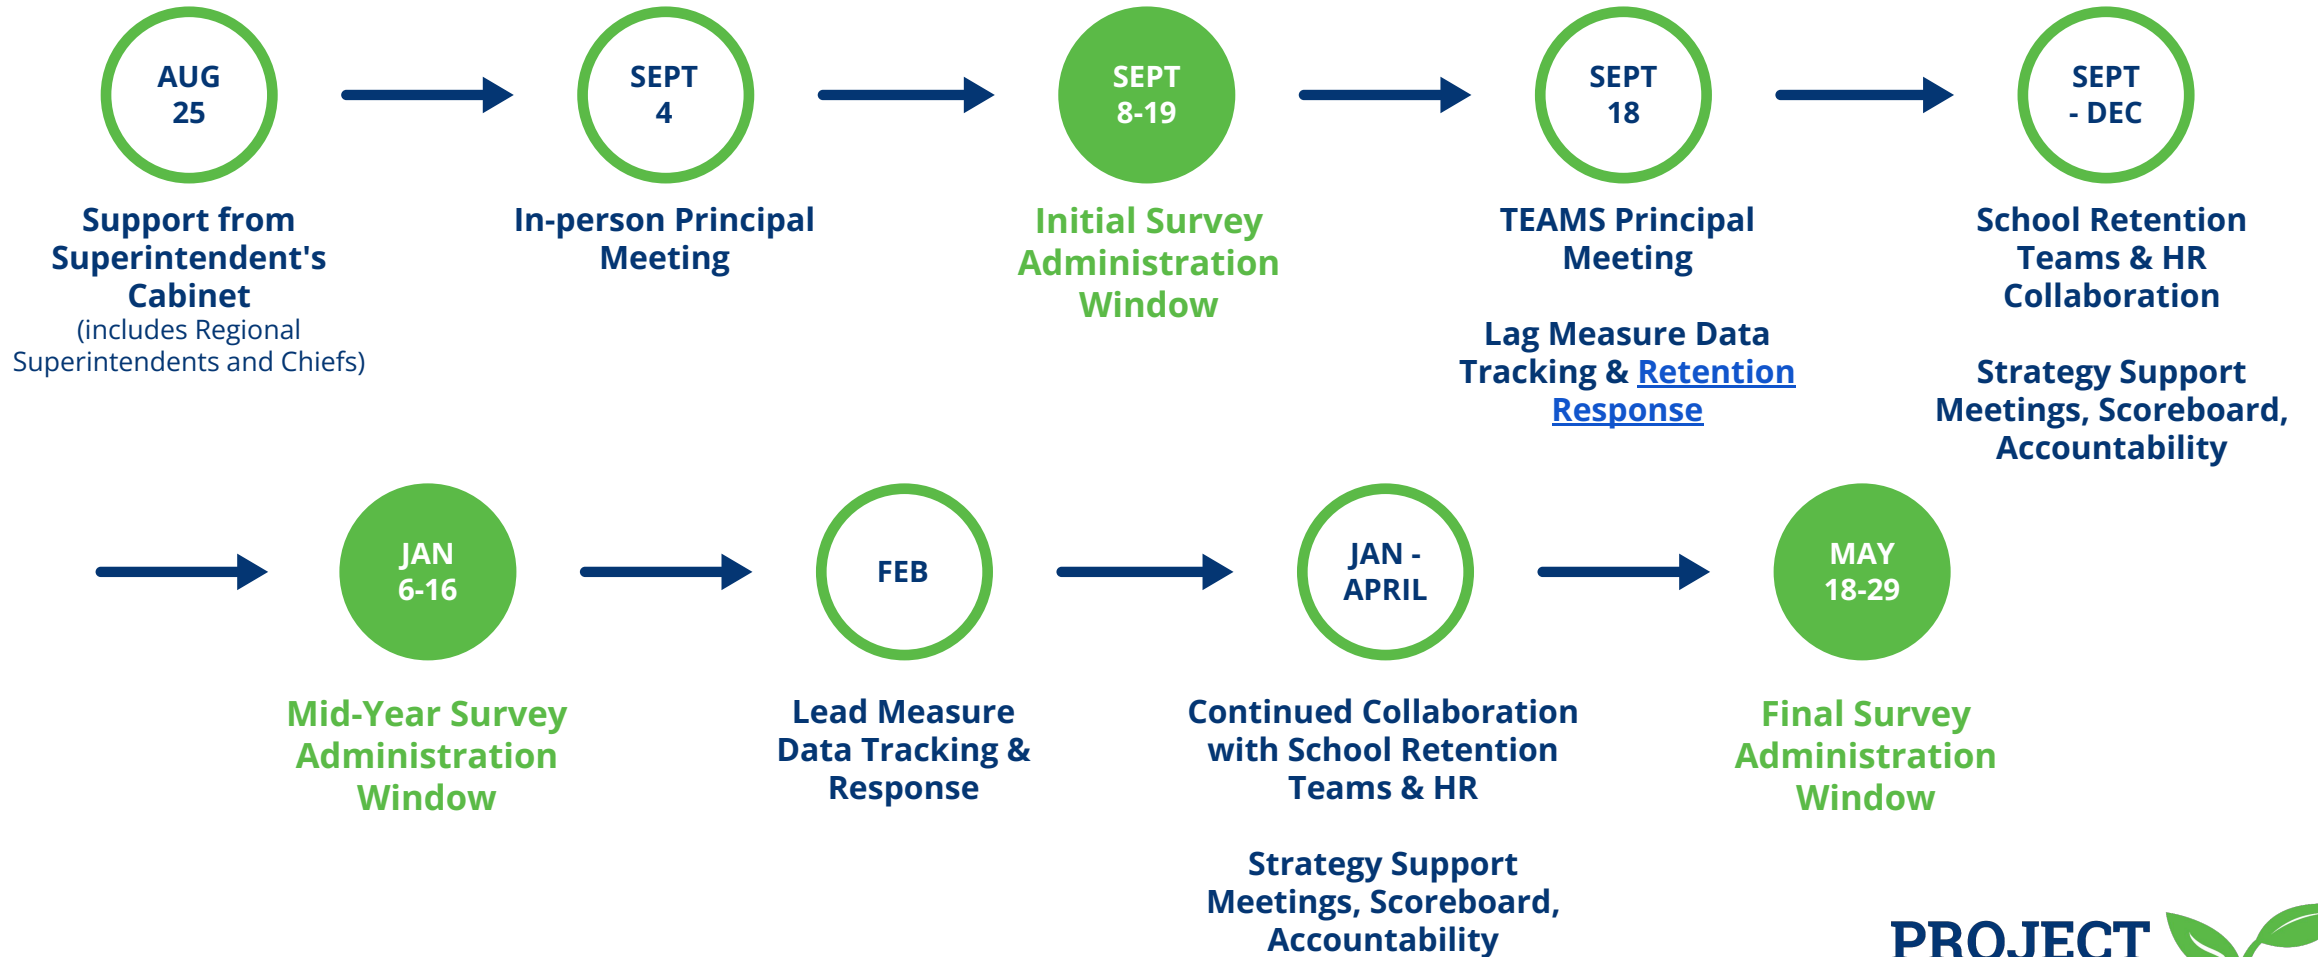 AUG
25
Support from
Superintendent's
Cabinet
(includes Regional
Superintendents and Chiefs)
SEPT
4
In-person Principal
Meeting
SEPT
8-19
Initial Survey
Administration
Window
SEPT
18
TEAMS Principal
Meeting
Lag Measure Data
Tracking & Retention
Response
SEPT
- DEC
School Retention
Teams & HR
Collaboration
Strategy Support
Meetings, Scoreboard,
Accountability
JAN
6-16
Mid-Year Survey
Administration
Window
FEB
Lead Measure
Data Tracking &
Response
JAN -
APRIL
Continued Collaboration
with School Retention
Teams & HR
Strategy Support
Meetings, Scoreboard,
Accountability
MAY
18-29
Final Survey
Administration
Window
PROJECT